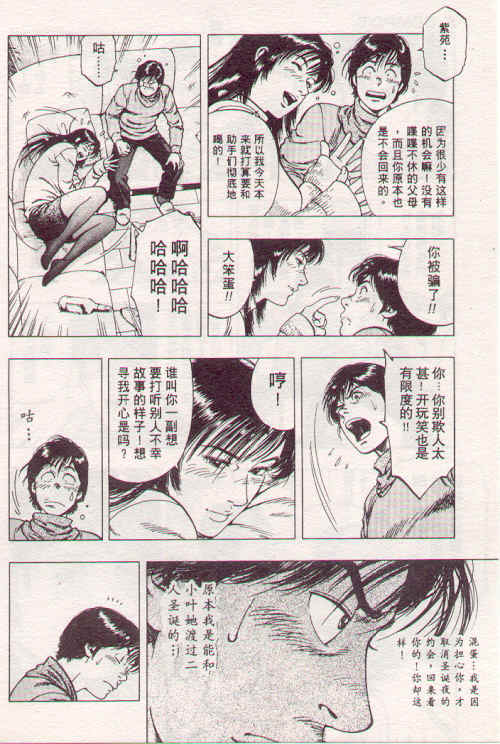 紫苑…
因为很少有这样
的机会嘛！没有
喋喋不休的父母
，而且你原本也
是不会回来的。
所以我今天本
来就打算要和
助手们彻底地
喝的！
咕……
啊哈哈哈
哈哈哈！
你被骗了!!
大笨蛋!!
你…你别欺人太
甚！开玩笑也是
有限度的!!
哼！
谁叫你一副想
要打听别人不幸
故事的样子！想
寻我开心是吗？
咕…
混蛋…我是因
为担心你，才
取消圣诞夜的
约会，回来看
你的！你却这
样！
原本我是能和
小叶她渡过二
人圣诞的…